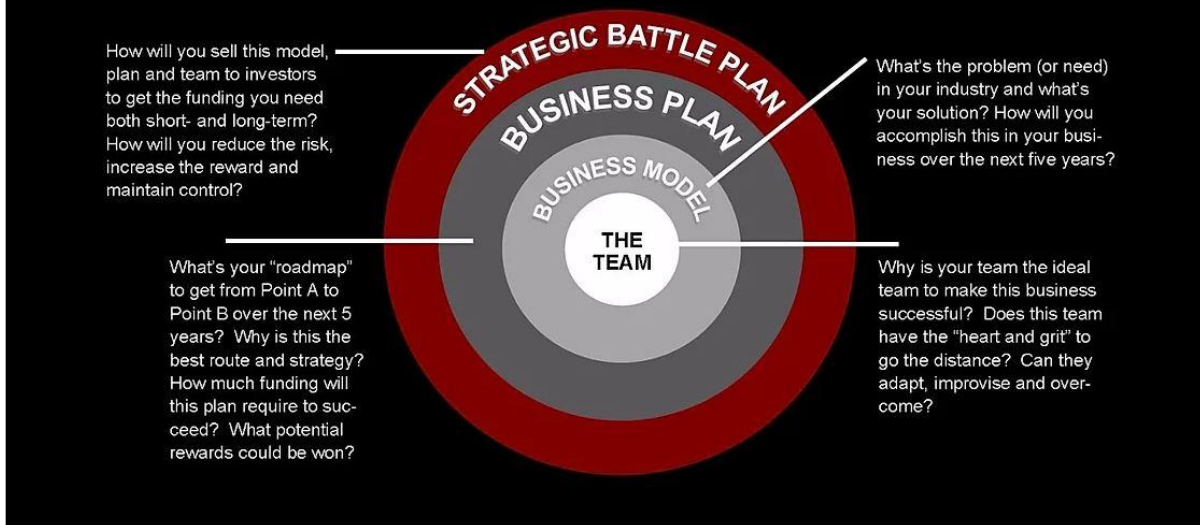 How will you sell this model,
plan and team to investors
to get the funding you need
both short- and long-term?
How will you reduce the risk,
increase the reward and
maintain control?
STRATEGIC BATTLE PLAN
BUSINESS PLAN
BUSINESS MODEL
THE
TEAM
What's the problem (or need)
in your industry and what's
your solution? How will you
accomplish this in your busi-
ness over the next five years?
What's your "roadmap"
to get from Point A to
Point B over the next 5
years?  Why is this the
best route and strategy?
How much funding will
this plan require to suc-
ceed?  What potential
rewards could be won?
Why is your team the ideal
team to make this business
successful?  Does this team
have the "heart and grit" to
go the distance?  Can they
adapt, improvise and over-
come?